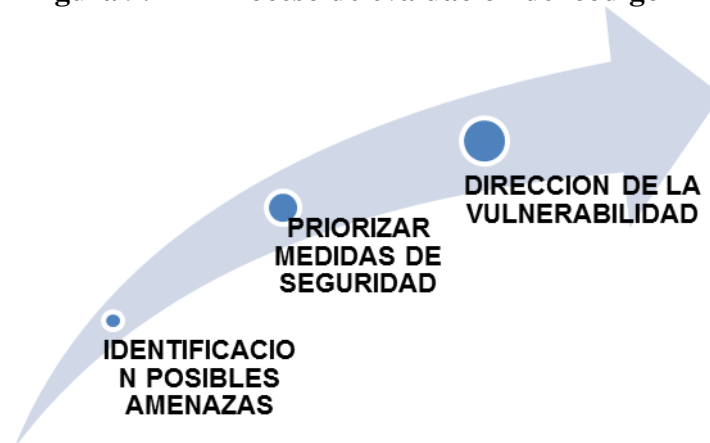 DIRECCION DE LA
VULNERABILIDAD
PRIORIZAR
MEDIDAS DE
SEGURIDAD
IDENTIFICACIO
N POSIBLES
AMENAZAS